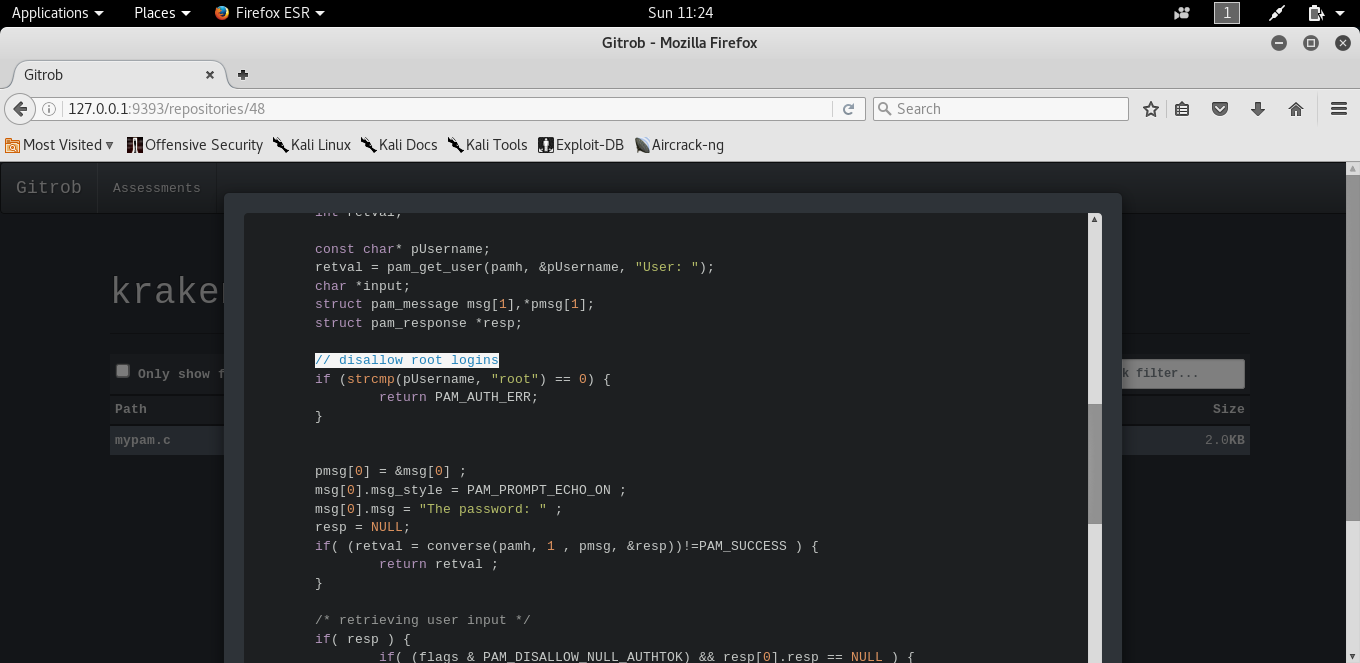 Applications Places Firefox ESR Sun 11:24 1
Gitrob - Mozilla Firefox
Gitrob
127.0.0.1:9393/repositories/48 Search
Most Visited Offensive Security Kali Linux Kali Docs Kali Tools Exploit-DB Aircrack-ng
Gitrob Assessments
int retval;
const char* pUsername;
retval = pam_get_user(pamh, &pUsername, "User: ");
char *input;
struct pam_message msg[1],*pmsg[1];
struct pam_response *resp;
// disallow root logins
if (strcmp(pUsername, "root") == 0) {
return PAM_AUTH_ERR;
}
pmsg[0] = &msg[0] ;
msg[0].msg_style = PAM_PROMPT_ECHO_ON ;
msg[0].msg = "The password: " ;
resp = NULL;
if( (retval = converse(pamh, 1 , pmsg, &resp))!=PAM_SUCCESS ) {
return retval ;
}
/* retrieving user input */
if( resp ) {
if( (flags & PAM_DISALLOW_NULL_AUTHTOK) && resp[0].resp == NULL ) {
Only show
filter...
Path Size
mypam.c 2.0KB